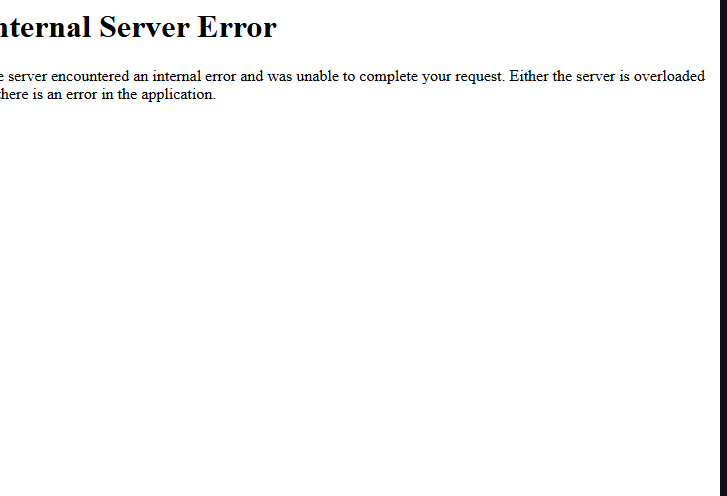 nternal Server Error
e server encountered an internal error and was unable to complete your request. Either the server is overloaded
here is an error in the application.